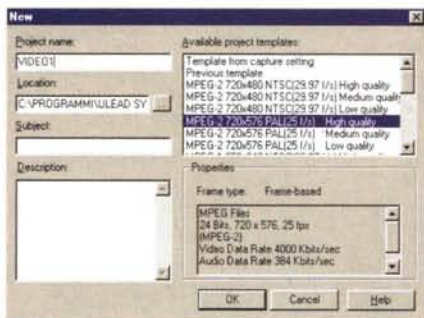 New
Project name:
VIDEO1
Location:
C:\PROGRAMMI\ULEAD SY
...
Subject:
Description:
Available project templates:
Template from capture setting
Previous template
MPEG-2 720x480 NTSC(29.97 f/s) High quality
MPEG-2 720x480 NTSC(29.97 f/s) Medium quality
MPEG-2 720x480 NTSC(29.97 f/s) Low quality
MPEG-2 720x576 PAL(25 f/s) High quality
MPEG-2 720x576 PAL(25 f/s) Medium quality
MPEG-2 720x576 PAL(25 f/s) Low quality
Properties
Frame type: Frame-based
MPEG Files
24 Bits, 720 x 576, 25 fps
(MPEG-2)
Video Data Rate 4000 Kbits/sec
Audio Data Rate 384 Kbits/sec
OK
Cancel
Help